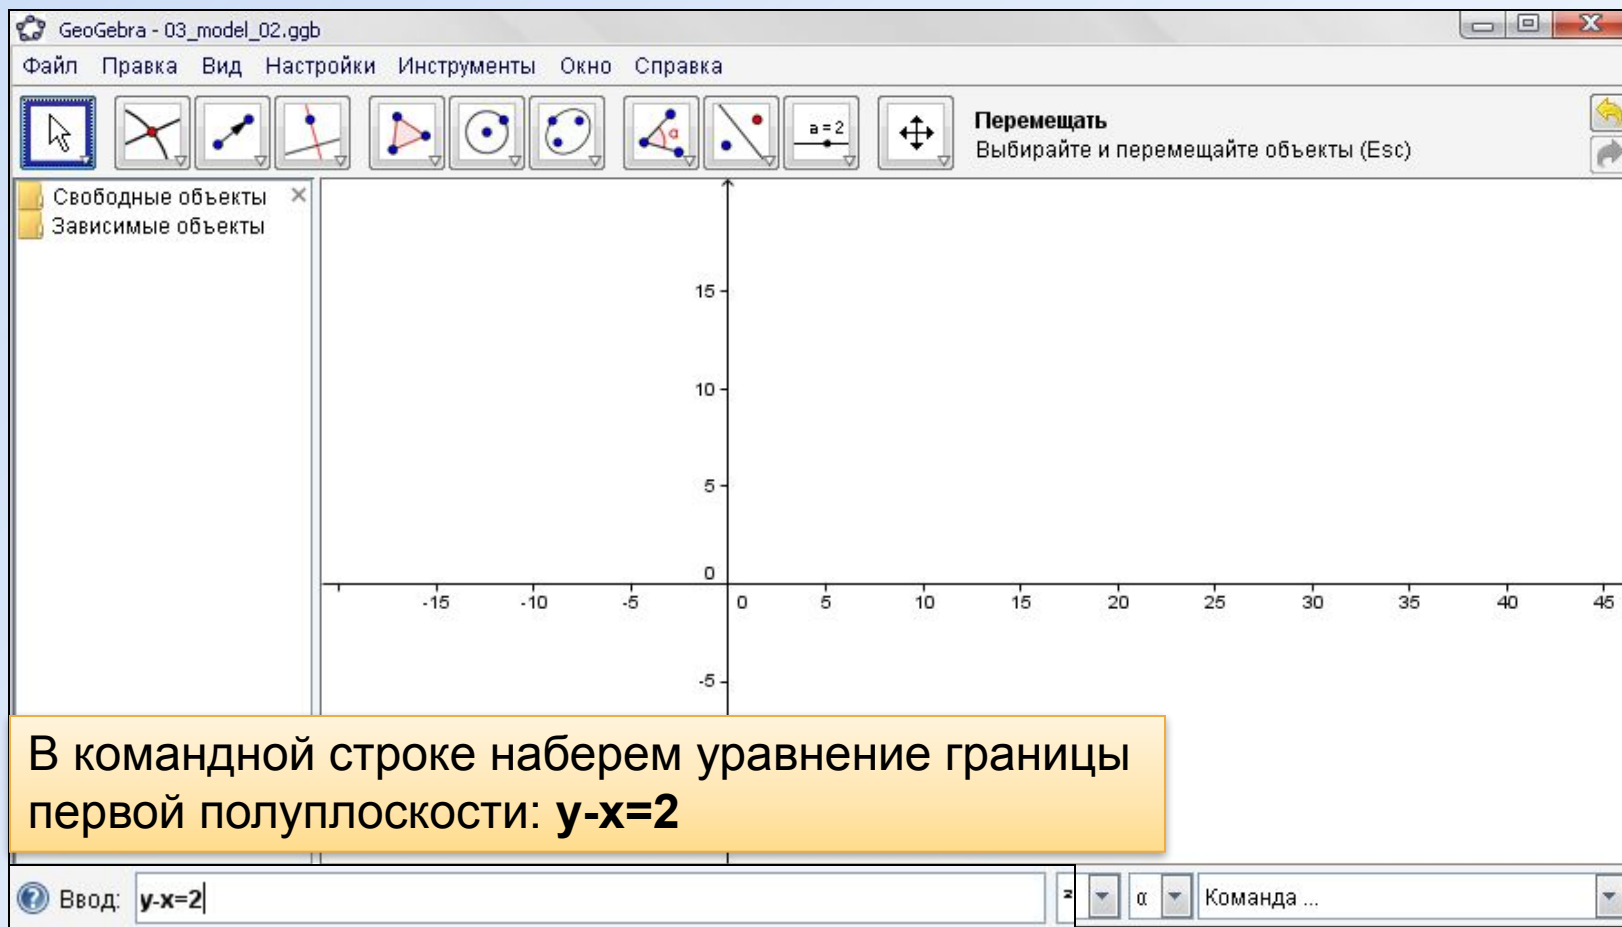 GeoGebra - 03_model_02.ggb
Файл Правка Вид Настройки Инструменты Окно Справка
α
a = 2
Перемещать
Выбирайте и перемещайте объекты (Esc)
Свободные объекты
Зависимые объекты
15
10
5
0
-15 -10 -5 0 5 10 15 20 25 30 35 40 45
-5
В командной строке наберем уравнение границы
первой полуплоскости: y-x=2
Ввод: y-x=2 α Команда ...